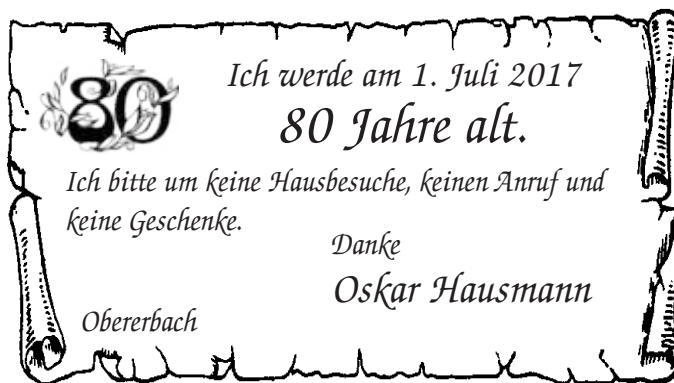 80
Ich werde am 1. Juli 2017
80 Jahre alt.
Ich bitte um keine Hausbesuche, keinen Anruf und
keine Geschenke.
Danke
Oskar Hausmann
Obererbach